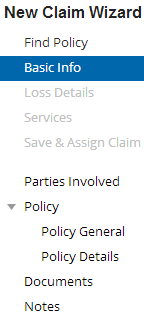 New Claim Wizard
Find Policy
Basic Info
Loss Details
Services
Save & Assign Claim
Parties Involved
Policy
Policy General
Policy Details
Documents
Notes